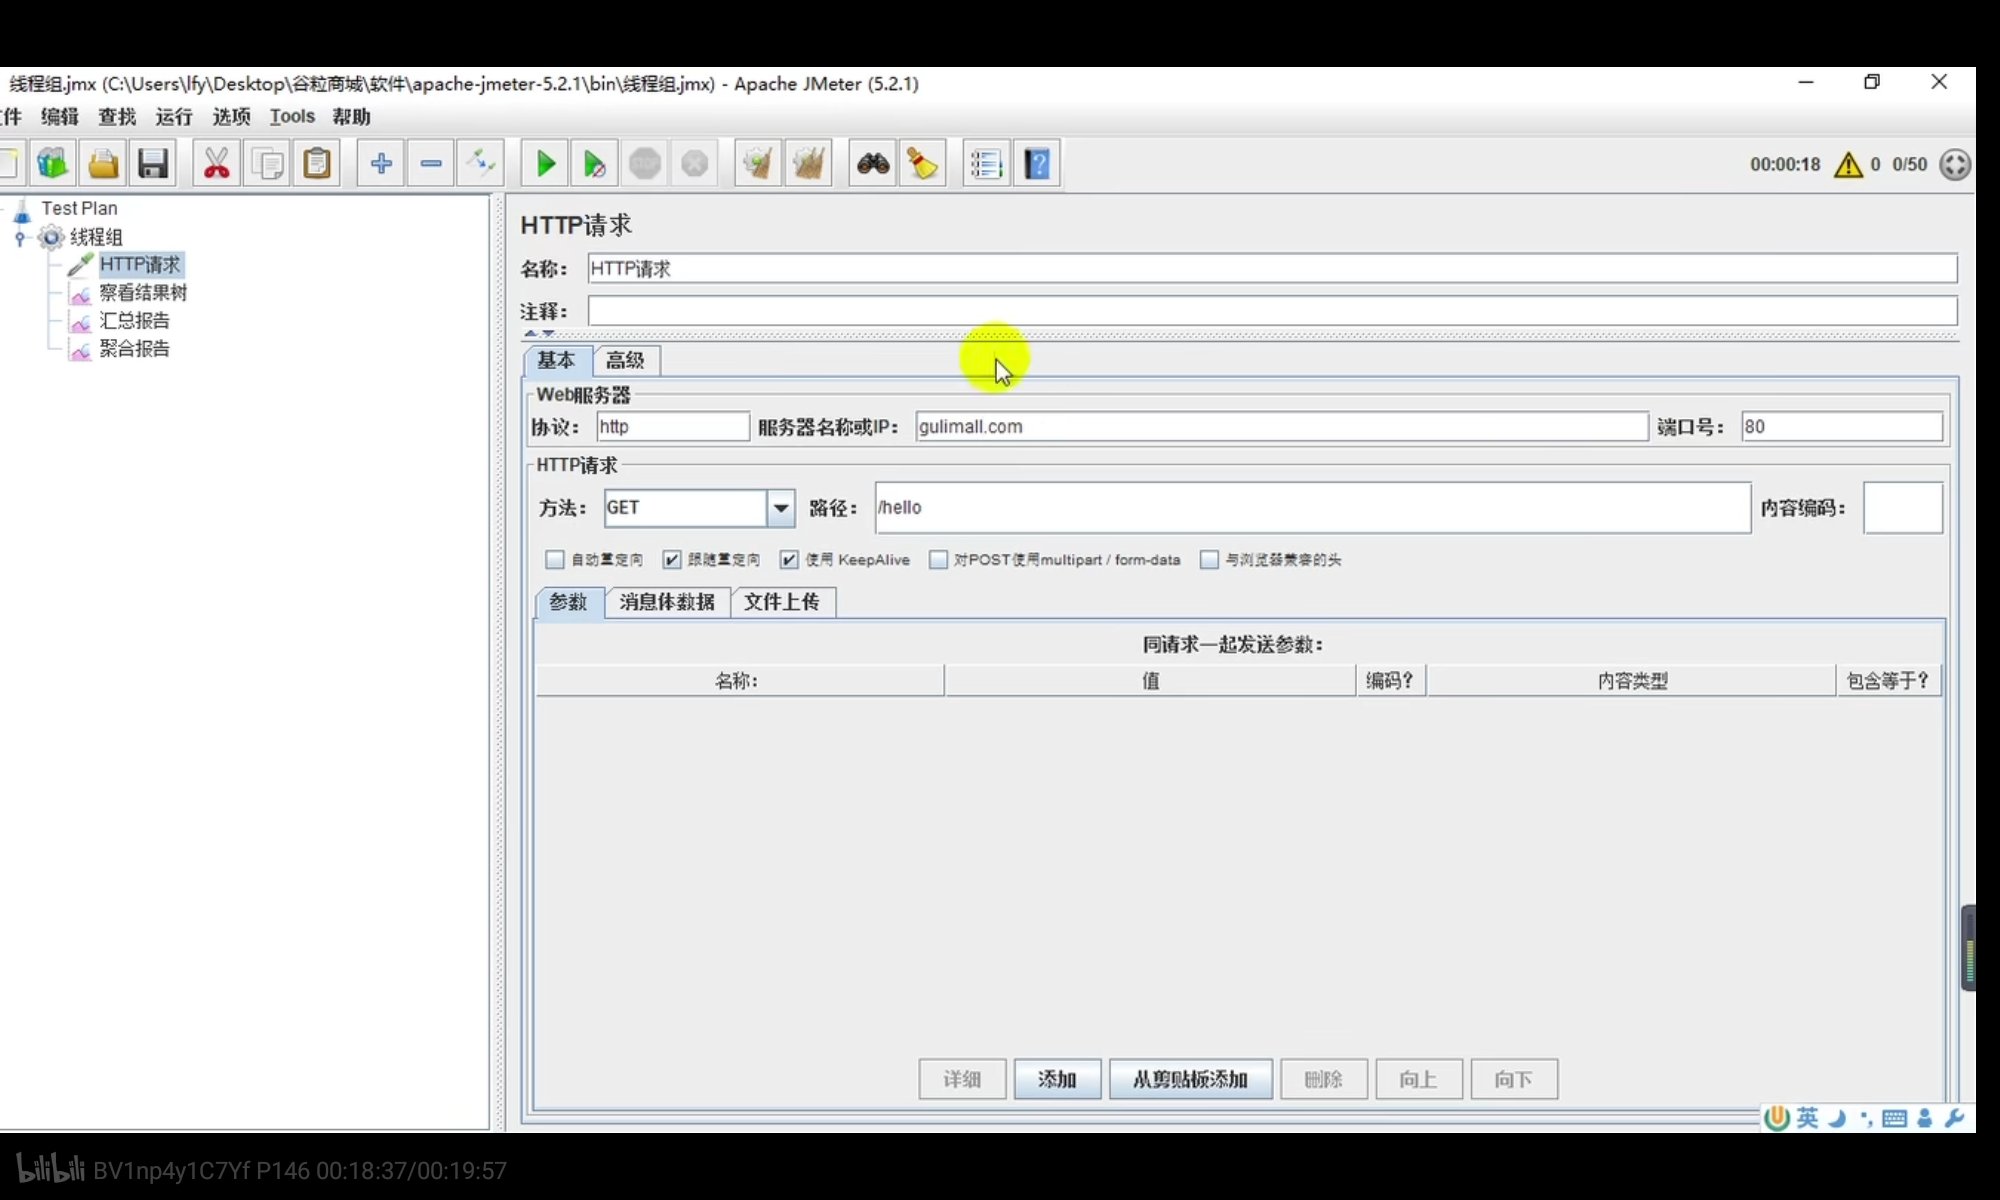 线程组.jmx (C:\Users\lfy\Desktop\谷粒商城\软件\apache-jmeter-5.2.1\bin\线程组.jmx) - Apache JMeter (5.2.1)
件 编辑 查找 运行 选项 Tools 帮助
00:00:18 0 0/50
Test Plan
线程组
HTTP请求
察看结果树
汇总报告
聚合报告
HTTP请求
名称: HTTP请求
注释:
基本 高级
Web服务器
协议: http 服务器名称或IP: gulimall.com 端口号: 80
HTTP请求
方法: GET 路径: /hello 内容编码:
自动重定向 跟随重定向 使用 KeepAlive 对POST使用multipart / form-data 与浏览器兼容的头
参数 消息体数据 文件上传
同请求一起发送参数:
名称: 值 编码? 内容类型 包含等于?
详细 添加 从剪贴板添加 删除 向上 向下
英
bilibili BV1np4y1C7Yf P146 00:18:37/00:19:57